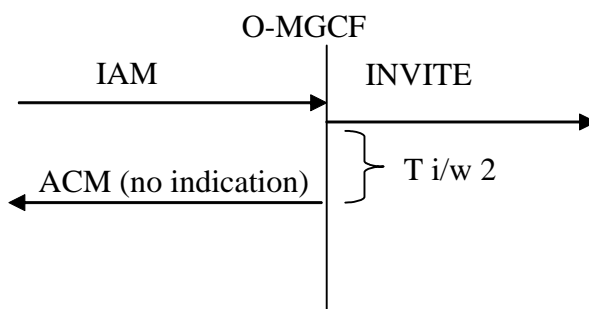 O-MGCF
IAM
INVITE
T i/w 2
ACM (no indication)